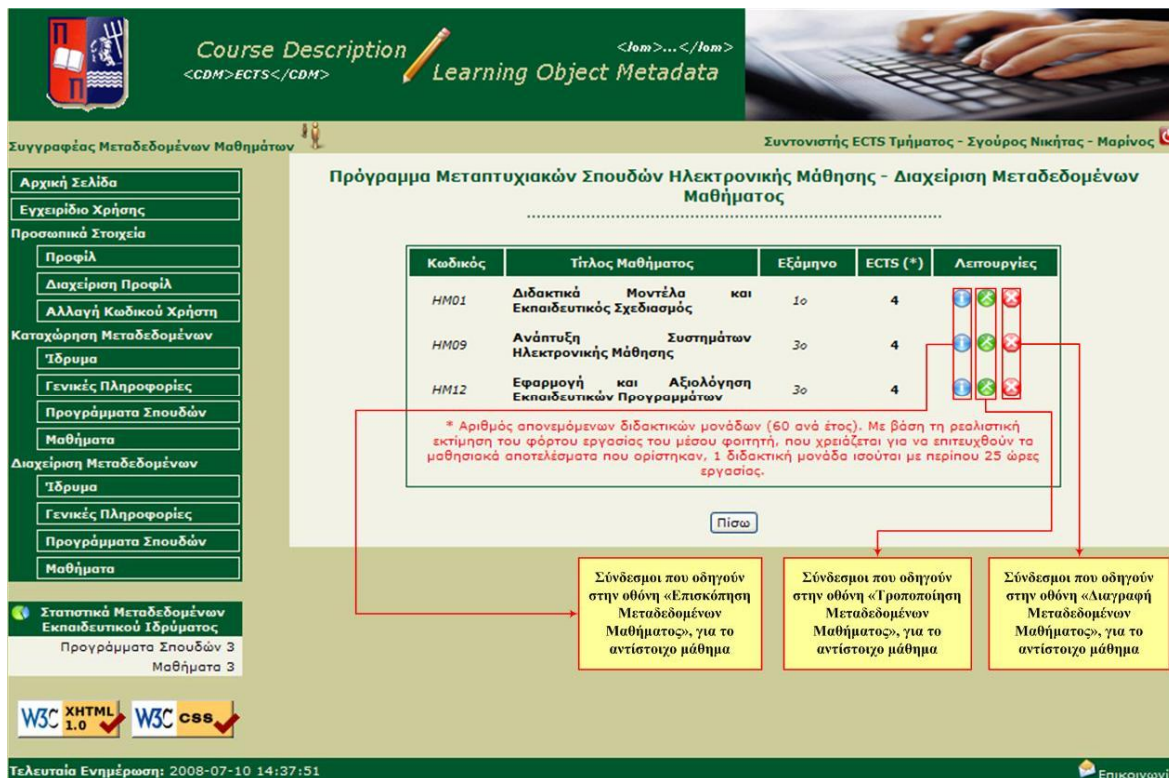 Course Description
<CDM>ECTS</CDM>
<lom>...</lom>
Learning Object Metadata
Συγγραφέας Μεταδεδομένων Μαθημάτων
Συντονιστής ECTS Τμήματος - Σγούρος Νικήτας - Μαρίνος
Αρχική Σελίδα
Εγχειρίδιο Χρήσης
Προσωπικά Στοιχεία
Προφίλ
Διαχείριση Προφίλ
Αλλαγή Κωδικού Χρήστη
Καταχώρηση Μεταδεδομένων
Ίδρυμα
Γενικές Πληροφορίες
Προγράμματα Σπουδών
Μαθήματα
Διαχείριση Μεταδεδομένων
Ίδρυμα
Γενικές Πληροφορίες
Προγράμματα Σπουδών
Μαθήματα
Στατιστικά Μεταδεδομένων
Εκπαιδευτικού Ιδρύματος
Προγράμματα Σπουδών 3
Μαθήματα 3
W3C XHTML 1.0
W3C css
Πρόγραμμα Μεταπτυχιακών Σπουδών Ηλεκτρονικής Μάθησης - Διαχείριση Μεταδεδομένων
Μαθήματος
Κωδικός Τίτλος Μαθήματος Εξάμηνο ECTS (*) Λειτουργίες
ΗΜ01 Διδακτικά Μοντέλα και 1ο 4
Εκπαιδευτικός Σχεδιασμός
ΗΜ09 Ανάπτυξη Συστημάτων 3ο 4
Ηλεκτρονικής Μάθησης
ΗΜ12 Εφαρμογή και Αξιολόγηση 3ο 4
Εκπαιδευτικών Προγραμμάτων
* Αριθμός απονεμόμενων διδακτικών μονάδων (60 ανά έτος). Με βάση τη ρεαλιστική
εκτίμηση του φόρτου εργασίας του μέσου φοιτητή, που χρειάζεται για να επιτευχθούν τα
μαθησιακά αποτελέσματα που ορίστηκαν, 1 διδακτική μονάδα ισούται με περίπου 25 ώρες
εργασίας.
Πίσω
Σύνδεσμοι που οδηγούν
στην οθόνη «Επισκόπηση
Μεταδεδομένων
Μαθήματος», για το
αντίστοιχο μάθημα
Σύνδεσμοι που οδηγούν
στην οθόνη «Τροποποίηση
Μεταδεδομένων
Μαθήματος», για το
αντίστοιχο μάθημα
Σύνδεσμοι που οδηγούν
στην οθόνη «Διαγραφή
Μεταδεδομένων
Μαθήματος», για το
αντίστοιχο μάθημα
Τελευταία Ενημέρωση: 2008-07-10 14:37:51
Επικοινωνί